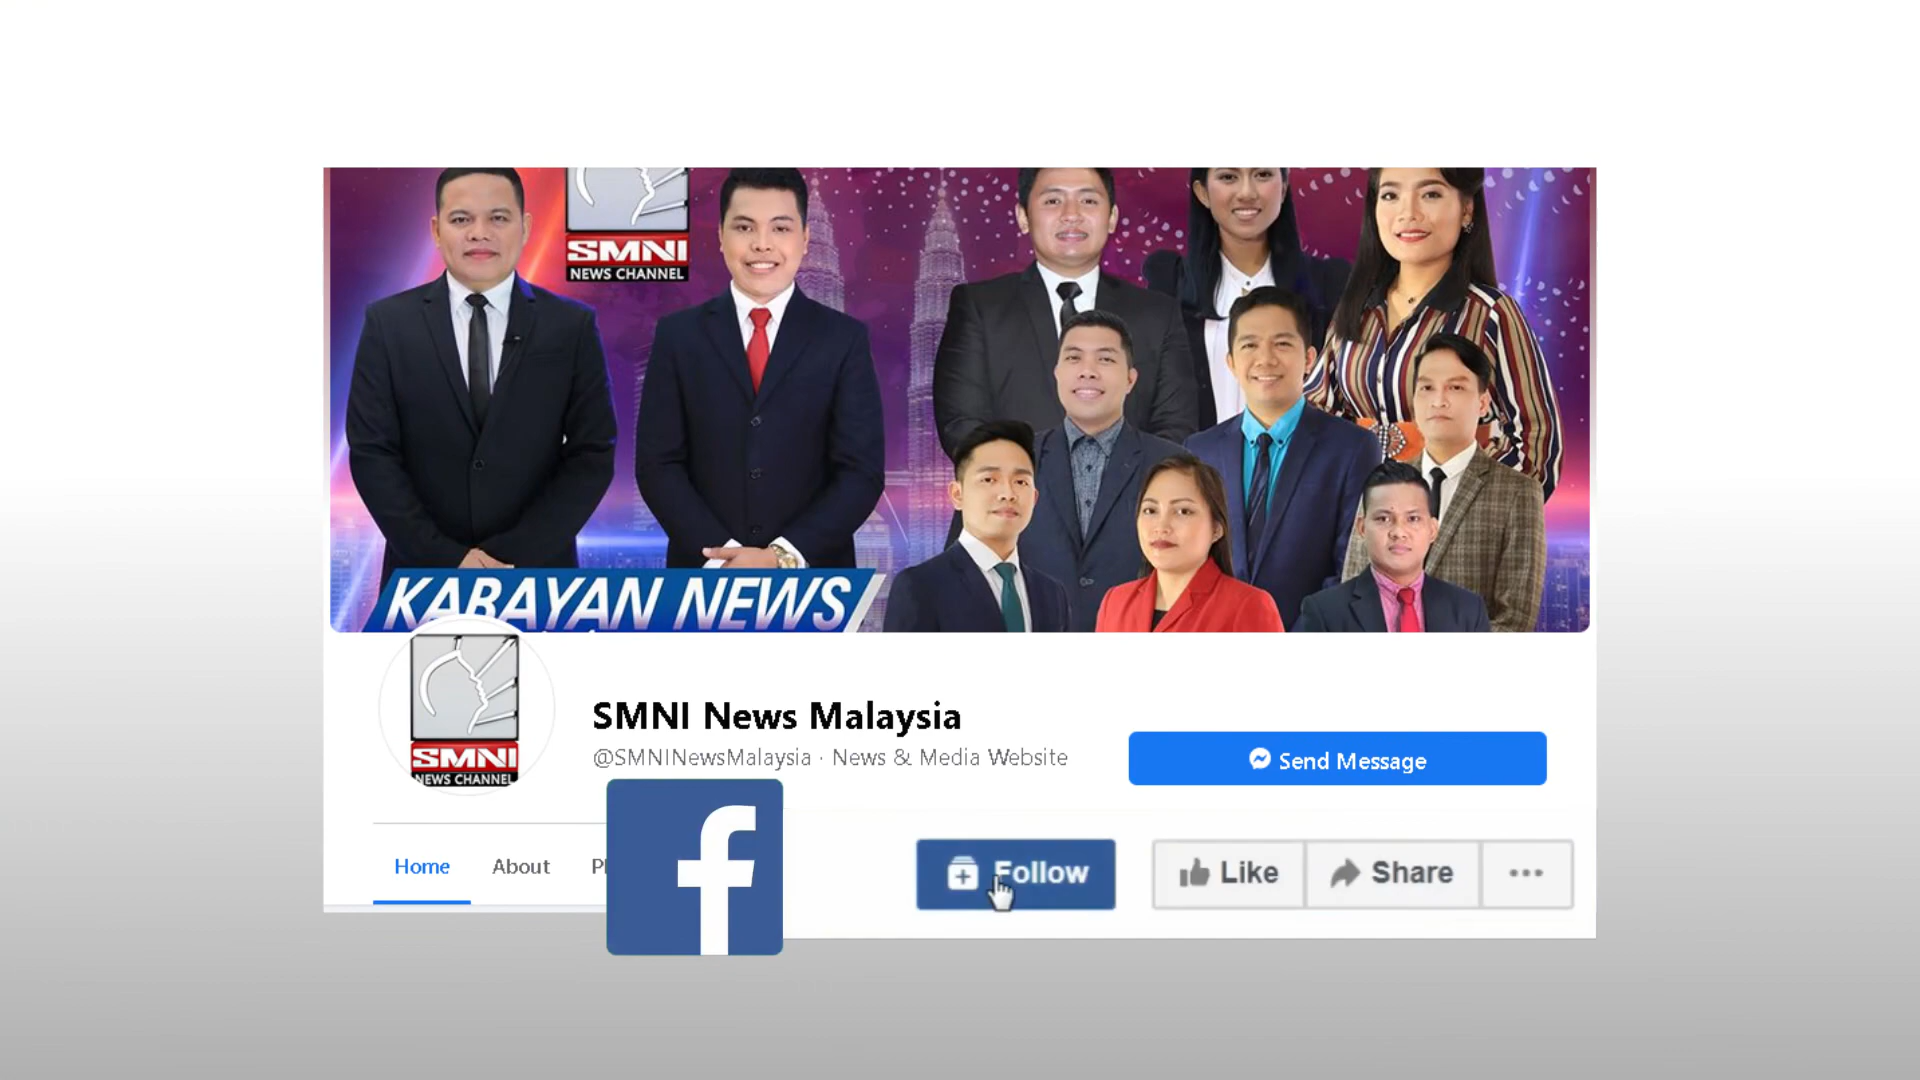 SMNI
NEWS CHANNEL
KABAYAN NEWS
SMNI
NEWS CHANNEL
SMNI News Malaysia
@SMNINewsMalaysia · News & Media Website
Send Message
Home About
Follow Like Share